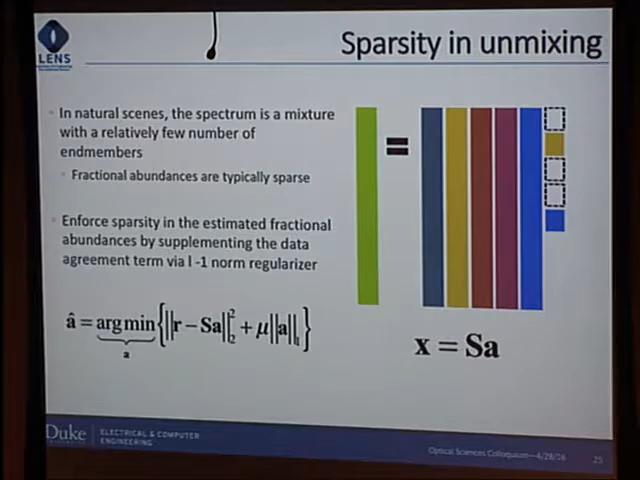 LENS
Sparsity in unmixing
In natural scenes, the spectrum is a mixture
with a relatively few number of
endmembers
Fractional abundances are typically sparse
Enforce sparsity in the estimated fractional
abundances by supplementing the data
agreement term via l -1 norm regularizer
â = arg min {||r − Sa||₂² + μ||a||₁}
a
=
x = Sa
Duke
ELECTRICAL & COMPUTER
ENGINEERING
Optical Sciences Colloquium—4/28/16
25